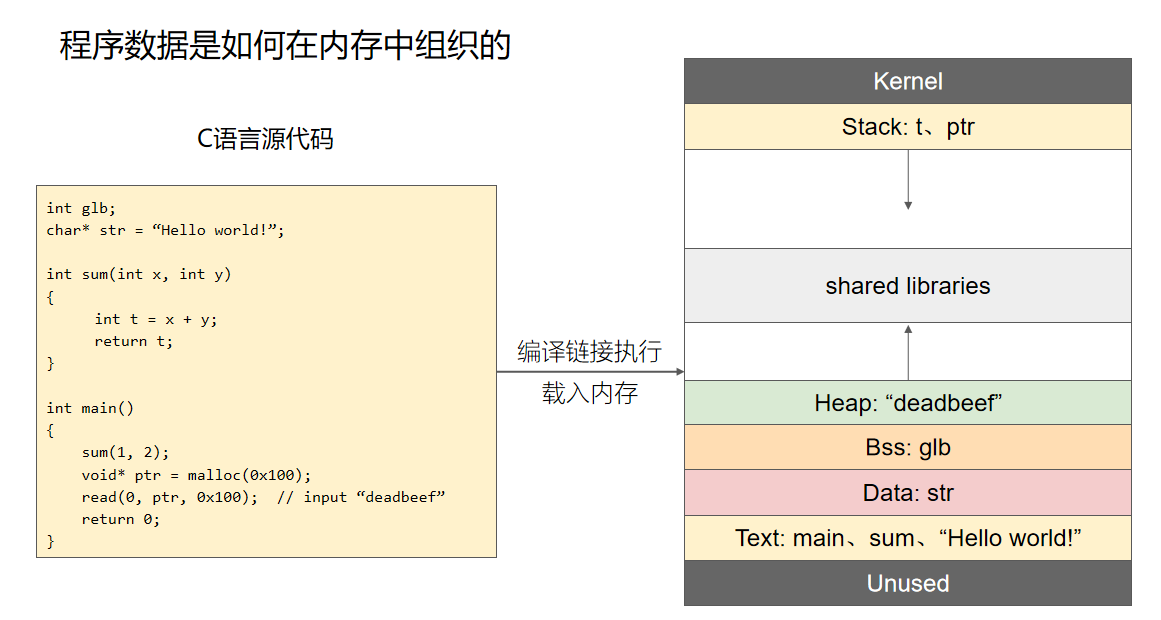 程序数据是如何在内存中组织的
C语言源代码
int glb;
char* str = “Hello world!”;
int sum(int x, int y)
{
int t = x + y;
return t;
}
int main()
{
sum(1, 2);
void* ptr = malloc(0x100);
read(0, ptr, 0x100);  // input “deadbeef”
return 0;
}
编译链接执行
载入内存
Kernel
Stack: t、ptr
shared libraries
Heap: “deadbeef”
Bss: glb
Data: str
Text: main、sum、“Hello world!”
Unused